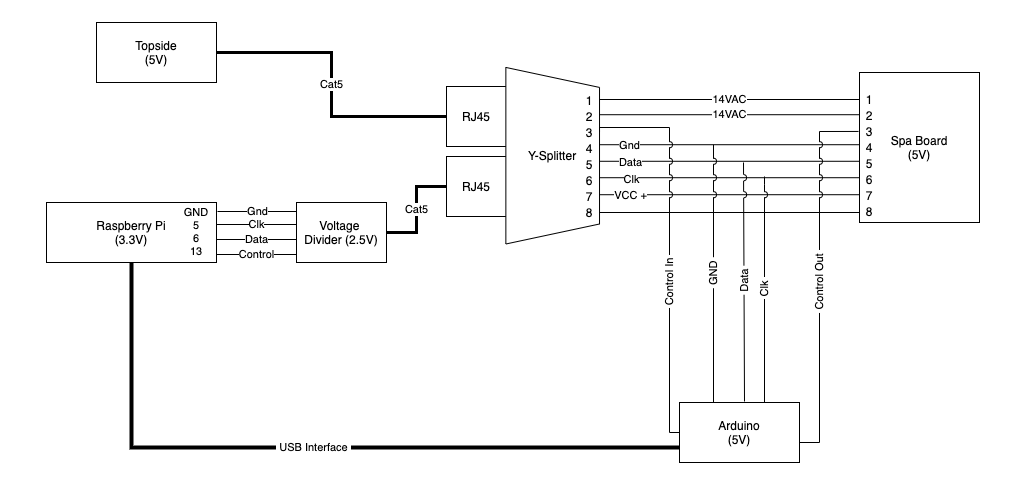 Topside
(5V)
Cat5
RJ45
RJ45
Cat5
Y-Splitter
1
2
3
4
5
6
7
8
14VAC
14VAC
Gnd
Data
Clk
VCC +
1
2
3
4
5
6
7
8
Spa Board
(5V)
Raspberry Pi
(3.3V)
GND
5
6
13
Gnd
Clk
Data
Control
Voltage
Divider (2.5V)
Control In
GND
Data
Clk
Control Out
Arduino
(5V)
USB Interface